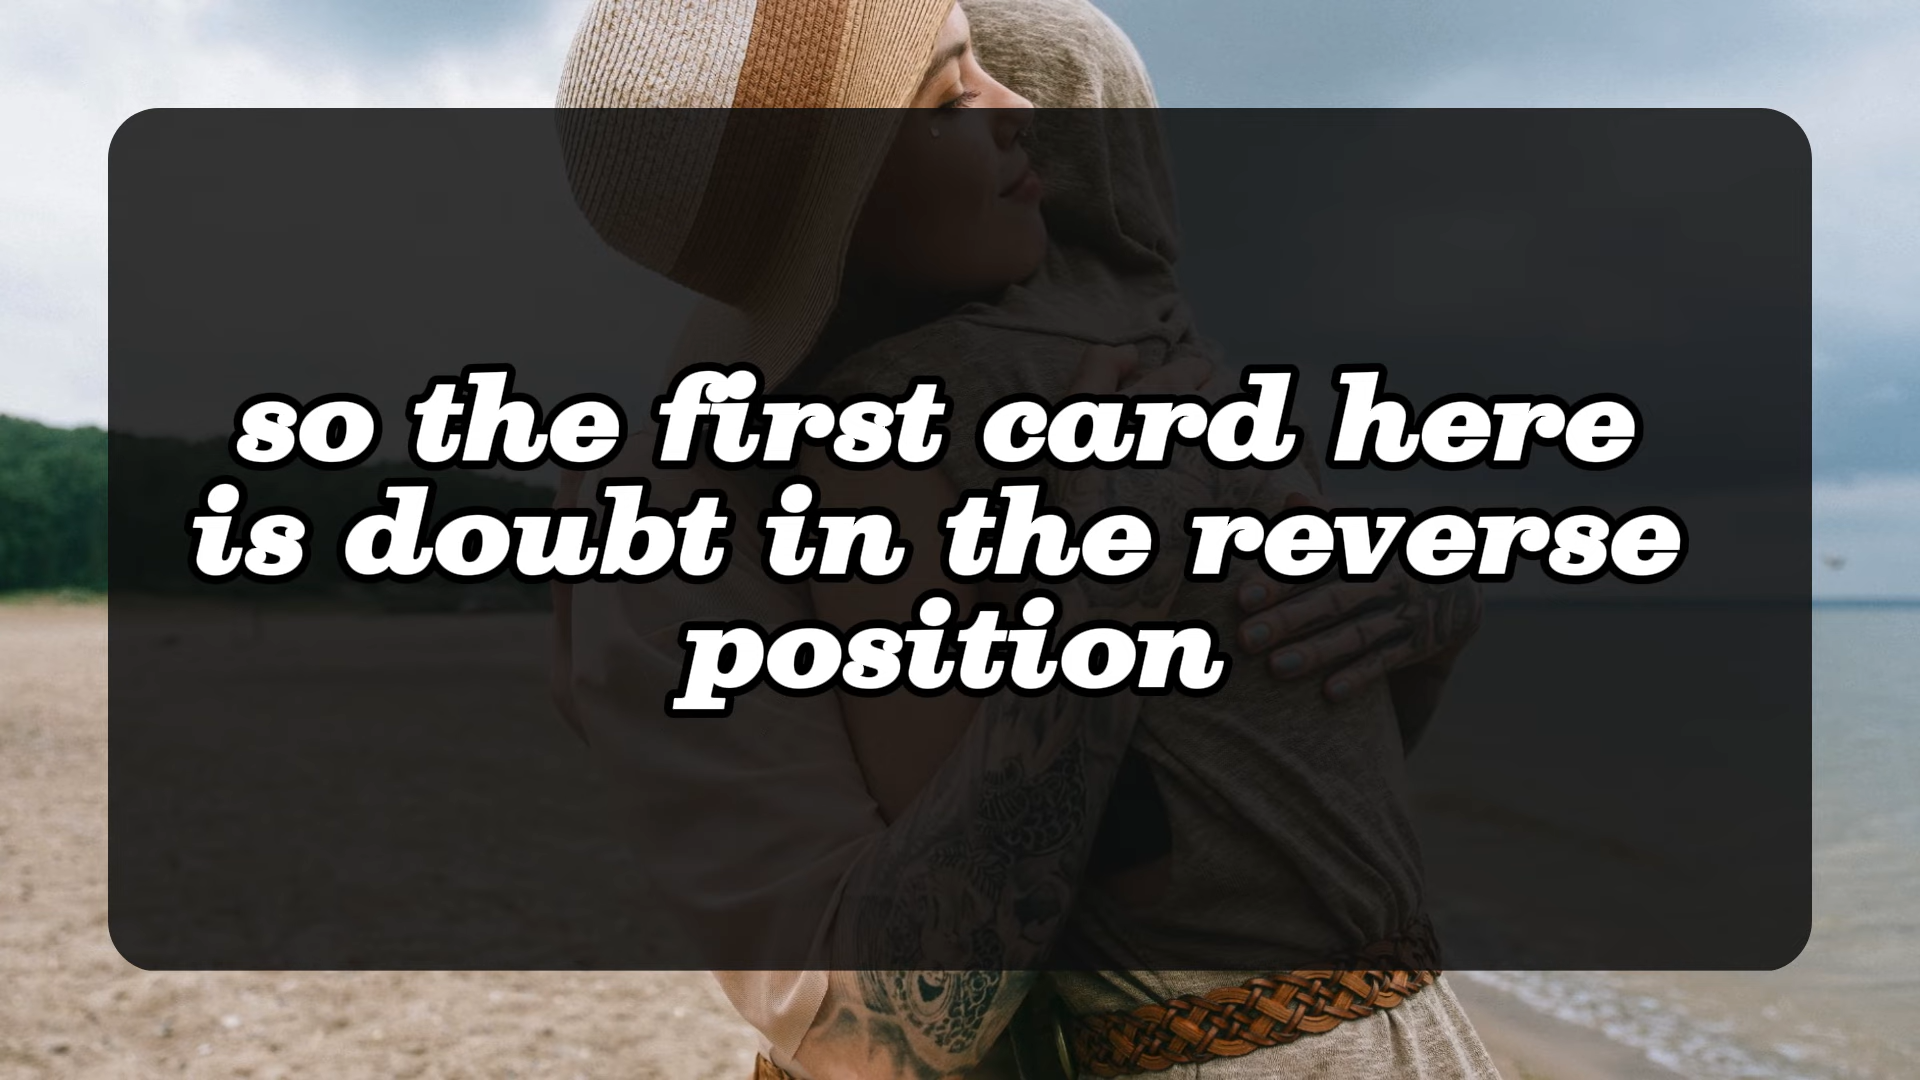 so the first card here
is doubt in the reverse
position